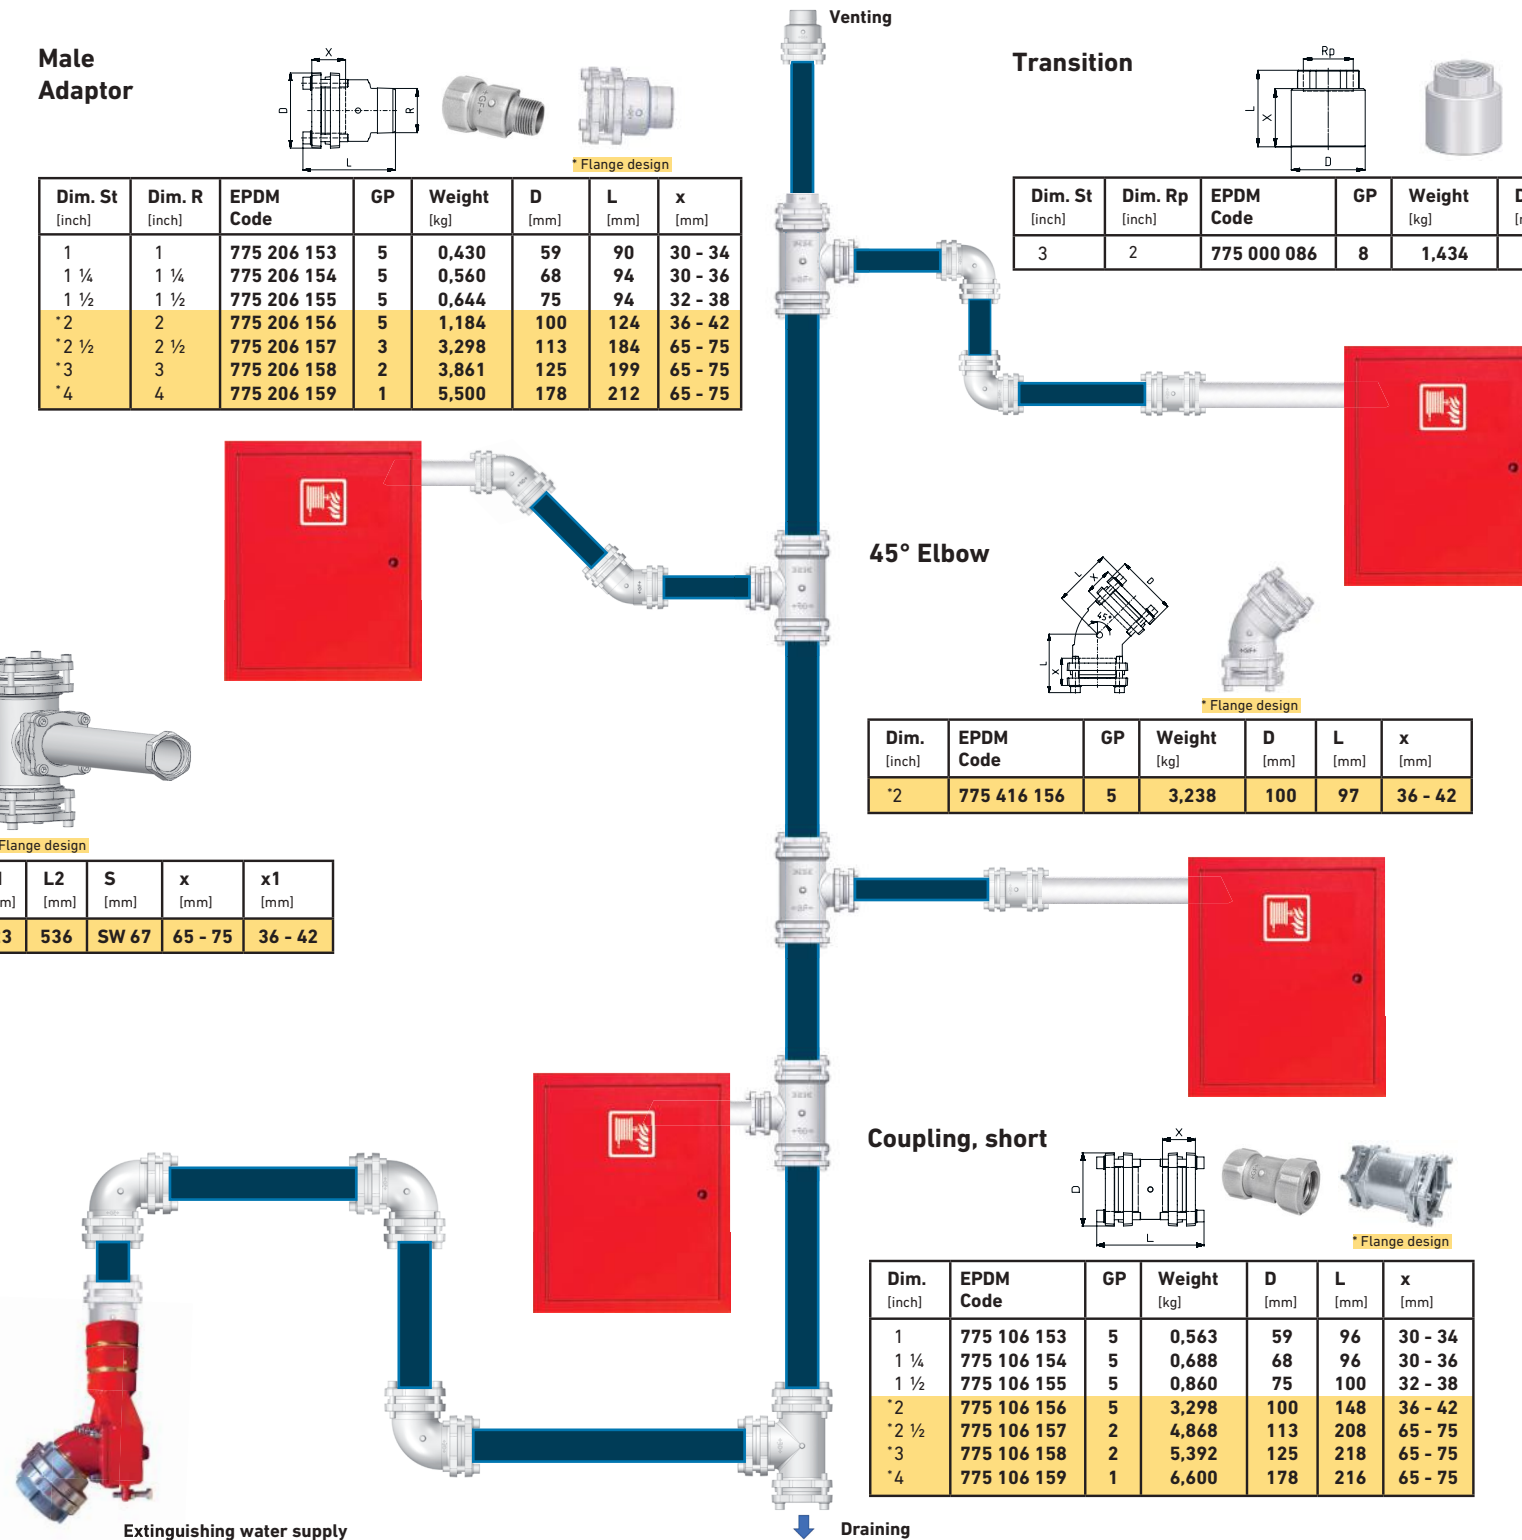 Venting
Male
Adaptor
X
D
R
L
* Flange design
Dim. St Dim. R EPDM GP Weight D L x
[inch] [inch] Code [kg] [mm] [mm] [mm]
1 1 775 206 153 5 0,430 59 90 30 - 34
1 ¼ 1 ¼ 775 206 154 5 0,560 68 94 30 - 36
1 ½ 1 ½ 775 206 155 5 0,644 75 94 32 - 38
*2 2 775 206 156 5 1,184 100 124 36 - 42
*2 ½ 2 ½ 775 206 157 3 3,298 113 184 65 - 75
*3 3 775 206 158 2 3,861 125 199 65 - 75
*4 4 775 206 159 1 5,500 178 212 65 - 75
Transition
Rp
L
X
D
Dim. St Dim. Rp EPDM GP Weight
[inch] [inch] Code [kg]
3 2 775 000 086 8 1,434
45° Elbow
L
X
D
45°
L
X
+GF+
* Flange design
Dim. EPDM GP Weight D L x
[inch] Code [kg] [mm] [mm] [mm]
*2 775 416 156 5 3,238 100 97 36 - 42
Flange design
L2 S x x1
[mm] [mm] [mm] [mm]
536 SW 67 65 - 75 36 - 42
Coupling, short
X
D
L
* Flange design
Dim. EPDM GP Weight D L x
[inch] Code [kg] [mm] [mm] [mm]
1 775 106 153 5 0,563 59 96 30 - 34
1 ¼ 775 106 154 5 0,688 68 96 30 - 36
1 ½ 775 106 155 5 0,860 75 100 32 - 38
*2 775 106 156 5 3,298 100 148 36 - 42
*2 ½ 775 106 157 2 4,868 113 208 65 - 75
*3 775 106 158 2 5,392 125 218 65 - 75
*4 775 106 159 1 6,600 178 216 65 - 75
Extinguishing water supply
Draining